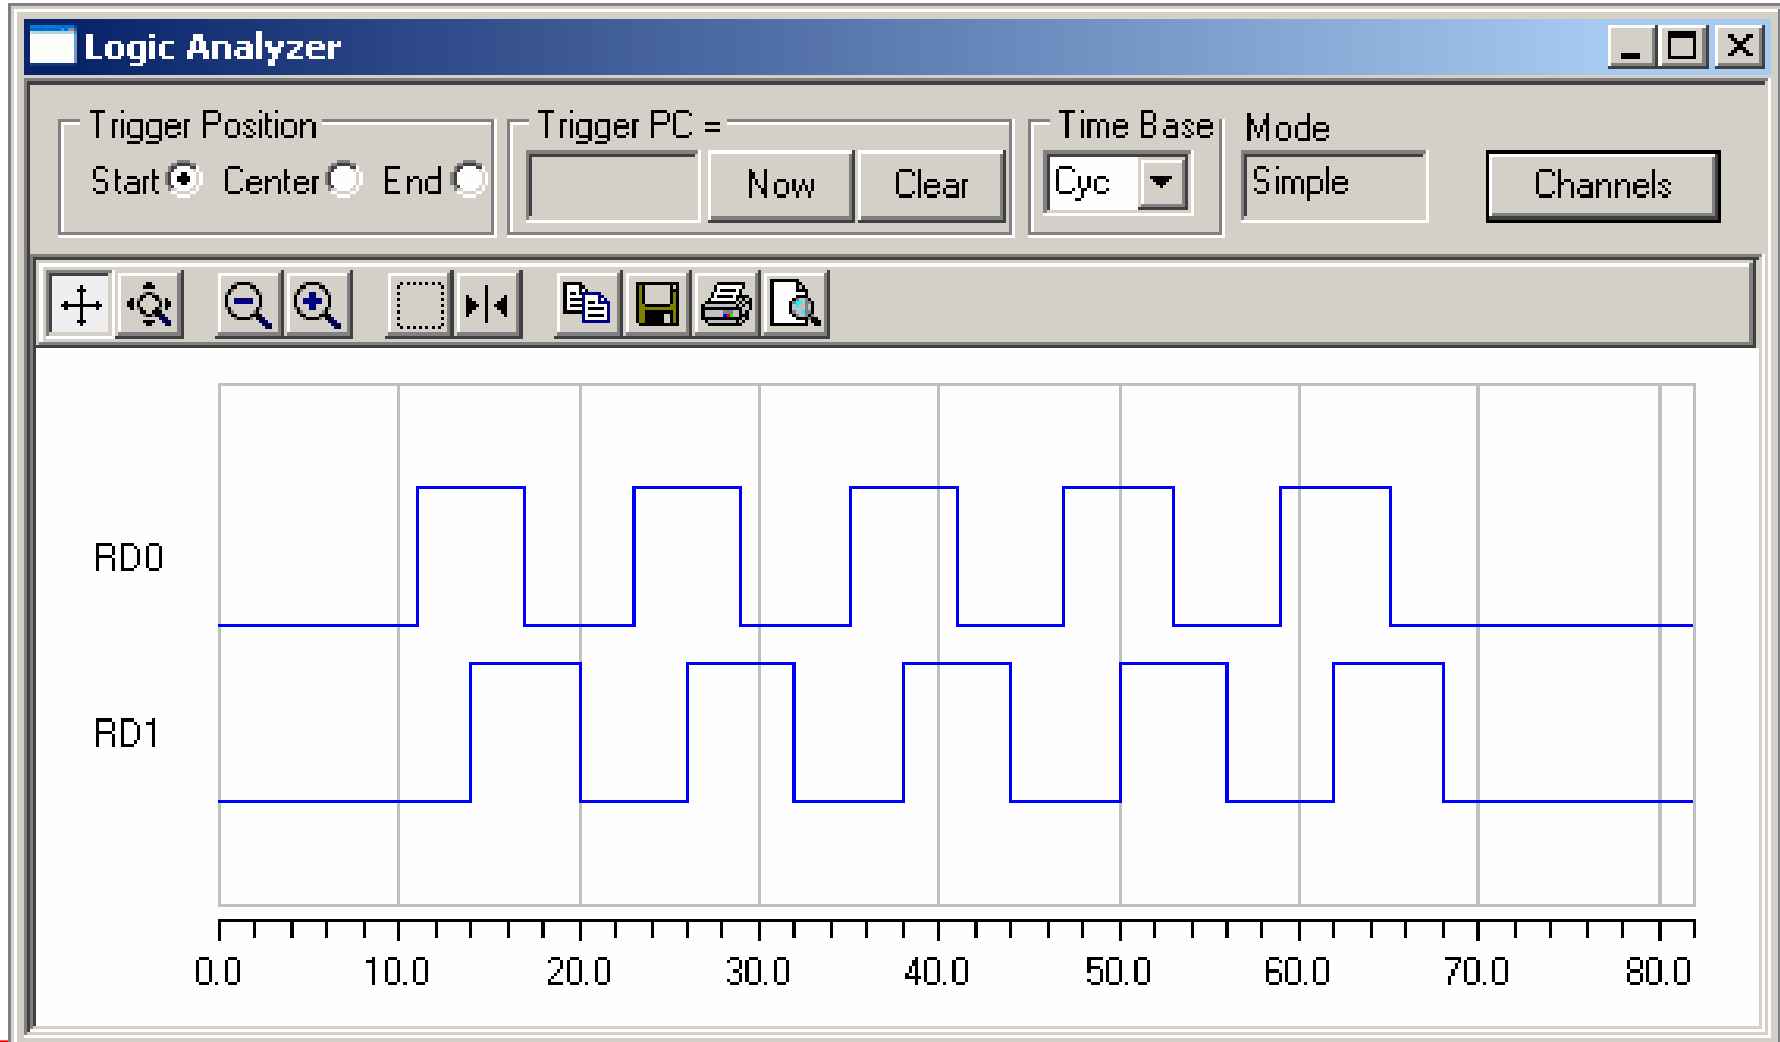 Logic Analyzer
Trigger Position Trigger PC = Time Base Mode
Start Center End Now Clear Cyc Simple Channels
RD0
RD1
0.0 10.0 20.0 30.0 40.0 50.0 60.0 70.0 80.0